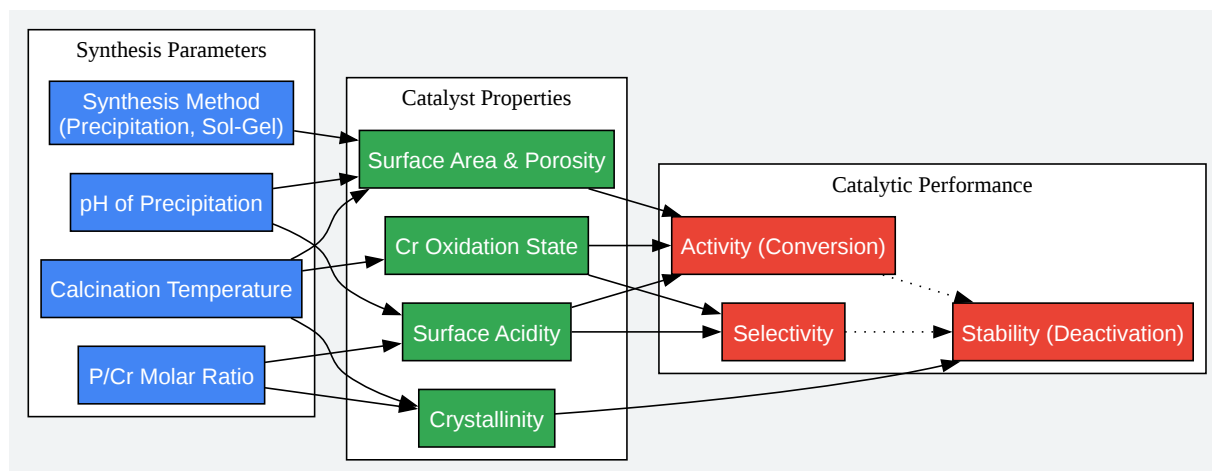 Synthesis Parameters
Synthesis Method
(Precipitation, Sol-Gel)
pH of Precipitation
Calcination Temperature
P/Cr Molar Ratio
Catalyst Properties
Surface Area & Porosity
Cr Oxidation State
Surface Acidity
Crystallinity
Catalytic Performance
Activity (Conversion)
Selectivity
Stability (Deactivation)